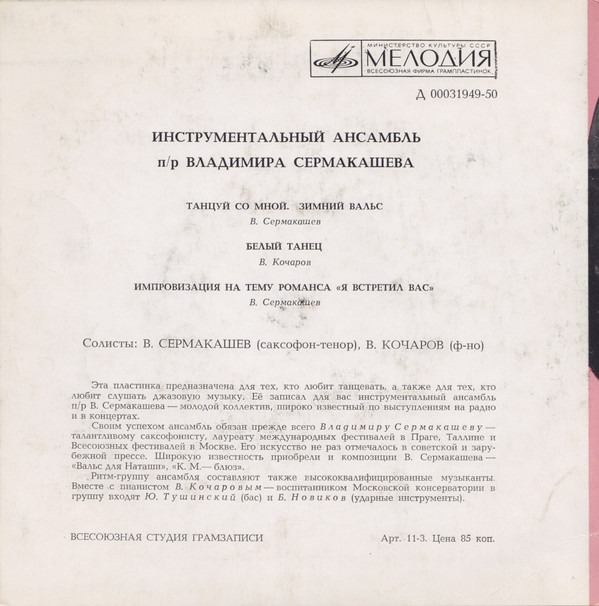 МИНИСТЕРСТВО КУЛЬТУРЫ СССР
МЕЛОДИЯ
ВСЕСОЮЗНАЯ ФИРМА ГРАМПЛАСТИНОК
Д 00031949-50
ИНСТРУМЕНТАЛЬНЫЙ АНСАМБЛЬ
п/р ВЛАДИМИРА СЕРМАКАШЕВА
ТАНЦУЙ СО МНОЙ. ЗИМНИЙ ВАЛЬС
В. Сермакашев
БЕЛЫЙ ТАНЕЦ
В. Кочаров
ИМПРОВИЗАЦИЯ НА ТЕМУ РОМАНСА «Я ВСТРЕТИЛ ВАС»
В. Сермакашев
Солисты: В. СЕРМАКАШЕВ (саксофон-тенор), В. КОЧАРОВ (ф-но)
Эта пластинка предназначена для тех, кто любит танцевать, а также для тех, кто
любит слушать джазовую музыку. Её записал для вас инструментальный ансамбль
п/р В. Сермакашева — молодой коллектив, широко известный по выступлениям на радио
и в концертах.
Своим успехом ансамбль обязан прежде всего Владимиру Сермакашеву —
талантливому саксофонисту, лауреату международных фестивалей в Праге, Таллине и
Всесоюзных фестивалей в Москве. Его искусство не раз отмечалось в советской и зару-
бежной прессе. Широкую известность приобрели и композиции В. Сермакашева —
«Вальс для Наташи», «К. М.— блюз».
Ритм-группу ансамбля составляют также высококвалифицированные музыканты.
Вместе с пианистом В. Кочаровым — воспитанником Московской консерватории в
группу входят Ю. Тушинский (бас) и Б. Новиков (ударные инструменты).
ВСЕСОЮЗНАЯ СТУДИЯ ГРАМЗАПИСИ
Арт. 11-3. Цена 85 коп.